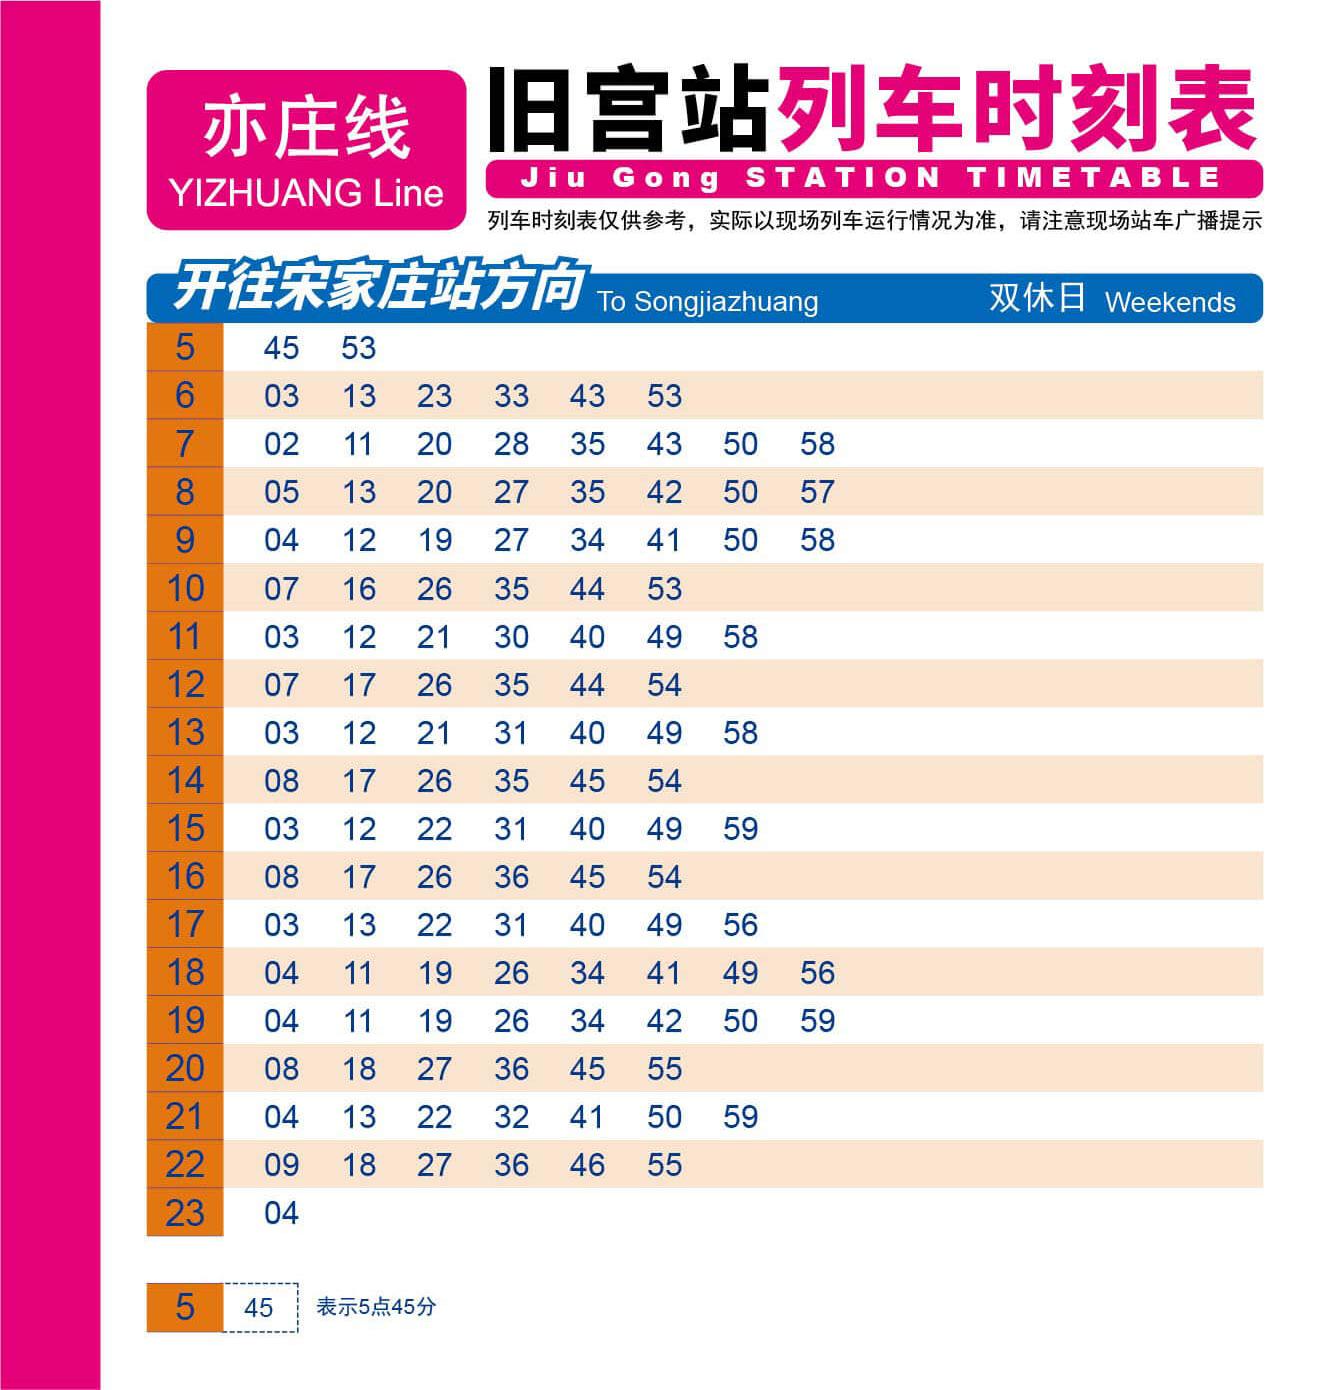 亦庄线
YIZHUANG Line
旧宫站列车时刻表
Jiu Gong STATION TIMETABLE
列车时刻表仅供参考，实际以现场列车运行情况为准，请注意现场站车广播提示
开往宋家庄站方向 To Songjiazhuang 双休日 Weekends
5 45 53
6 03 13 23 33 43 53
7 02 11 20 28 35 43 50 58
8 05 13 20 27 35 42 50 57
9 04 12 19 27 34 41 50 58
10 07 16 26 35 44 53
11 03 12 21 30 40 49 58
12 07 17 26 35 44 54
13 03 12 21 31 40 49 58
14 08 17 26 35 45 54
15 03 12 22 31 40 49 59
16 08 17 26 36 45 54
17 03 13 22 31 40 49 56
18 04 11 19 26 34 41 49 56
19 04 11 19 26 34 42 50 59
20 08 18 27 36 45 55
21 04 13 22 32 41 50 59
22 09 18 27 36 46 55
23 04
5 45 表示5点45分